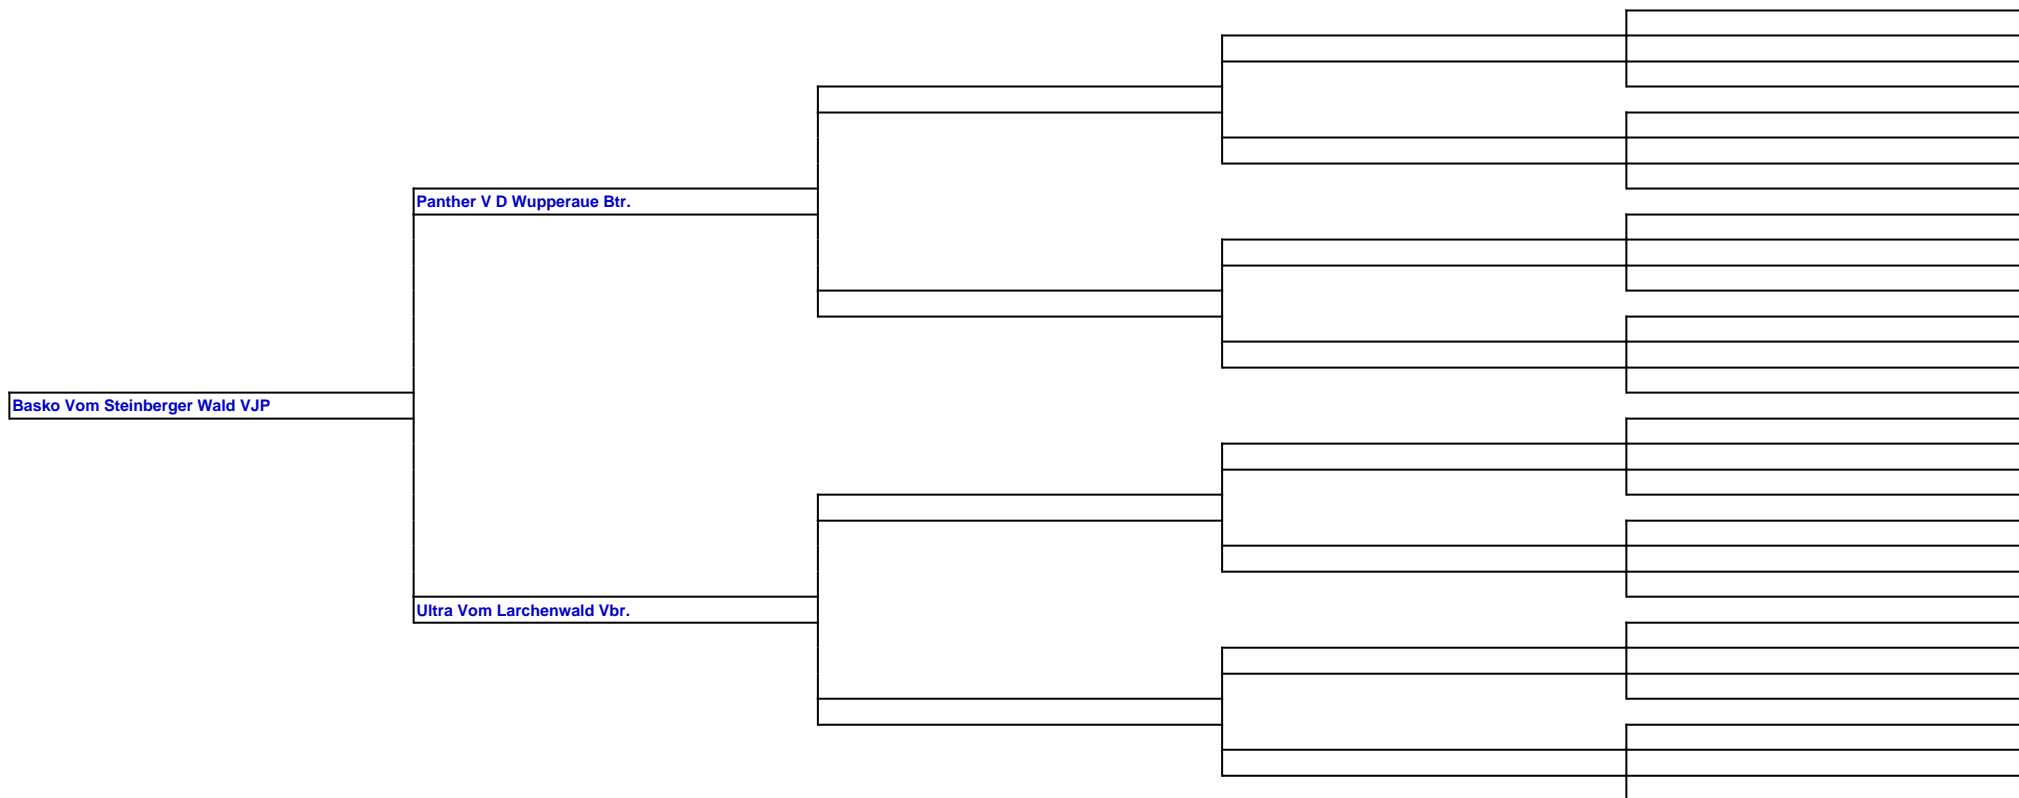 Panther V D Wupperaue Btr.
Basko Vom Steinberger Wald VJP
Ultra Vom Larchenwald Vbr.